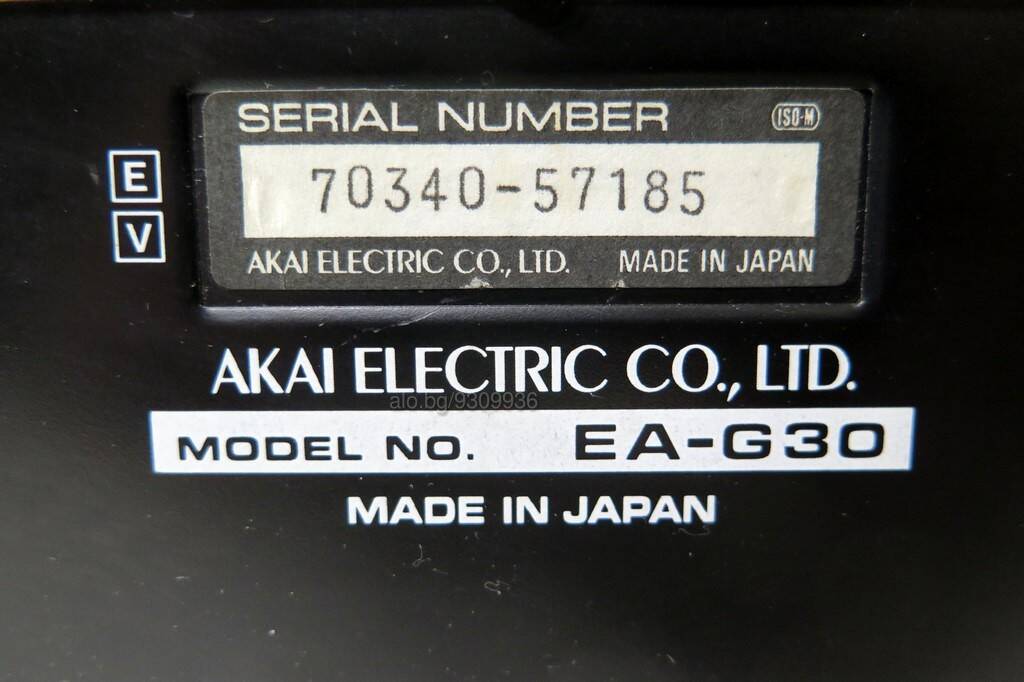 SERIAL NUMBER ISO-M
E
70340-57185
V
AKAI ELECTRIC CO., LTD. MADE IN JAPAN
AKAI ELECTRIC CO., LTD.
alo.bg/9309936
MODEL NO. EA-G30
MADE IN JAPAN